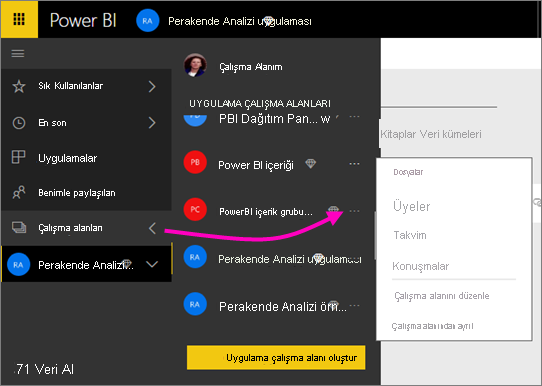 Power BI
RA
Perakende Analizi uygulaması
Sık Kullanılanlar
En son
Uygulamalar
Benimle paylaşılan
Çalışma alanları
RA
Perakende Analizi...
71 Veri Al
Çalışma Alanım
UYGULAMA ÇALIŞMA ALANLARI
PBI Dağıtım Pan... w ...
PB
Power BI içeriği ...
PC
PowerBI içerik grubu... ...
RA
Perakende Analizi uygulaması
RA
Perakende Analizi örn... ...
Uygulama çalışma alanı oluştur
Kitaplar Veri kümeleri
Dosyalar
Üyeler
Takvim
Konuşmalar
Çalışma alanını düzenle
Çalışma alanından ayrıl